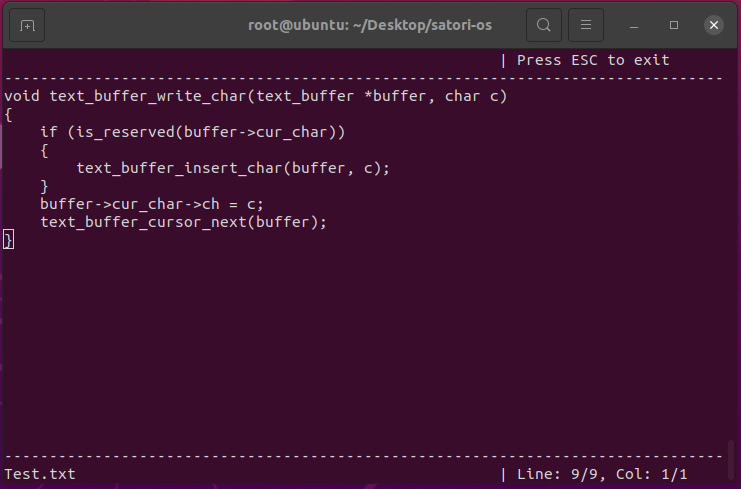 root@ubuntu: ~/Desktop/satori-os
| Press ESC to exit
--------------------------------------------------------------------------------
void text_buffer_write_char(text_buffer *buffer, char c)
{
    if (is_reserved(buffer->cur_char))
    {
        text_buffer_insert_char(buffer, c);
    }
    buffer->cur_char->ch = c;
    text_buffer_cursor_next(buffer);
}
--------------------------------------------------------------------------------
Test.txt | Line: 9/9, Col: 1/1